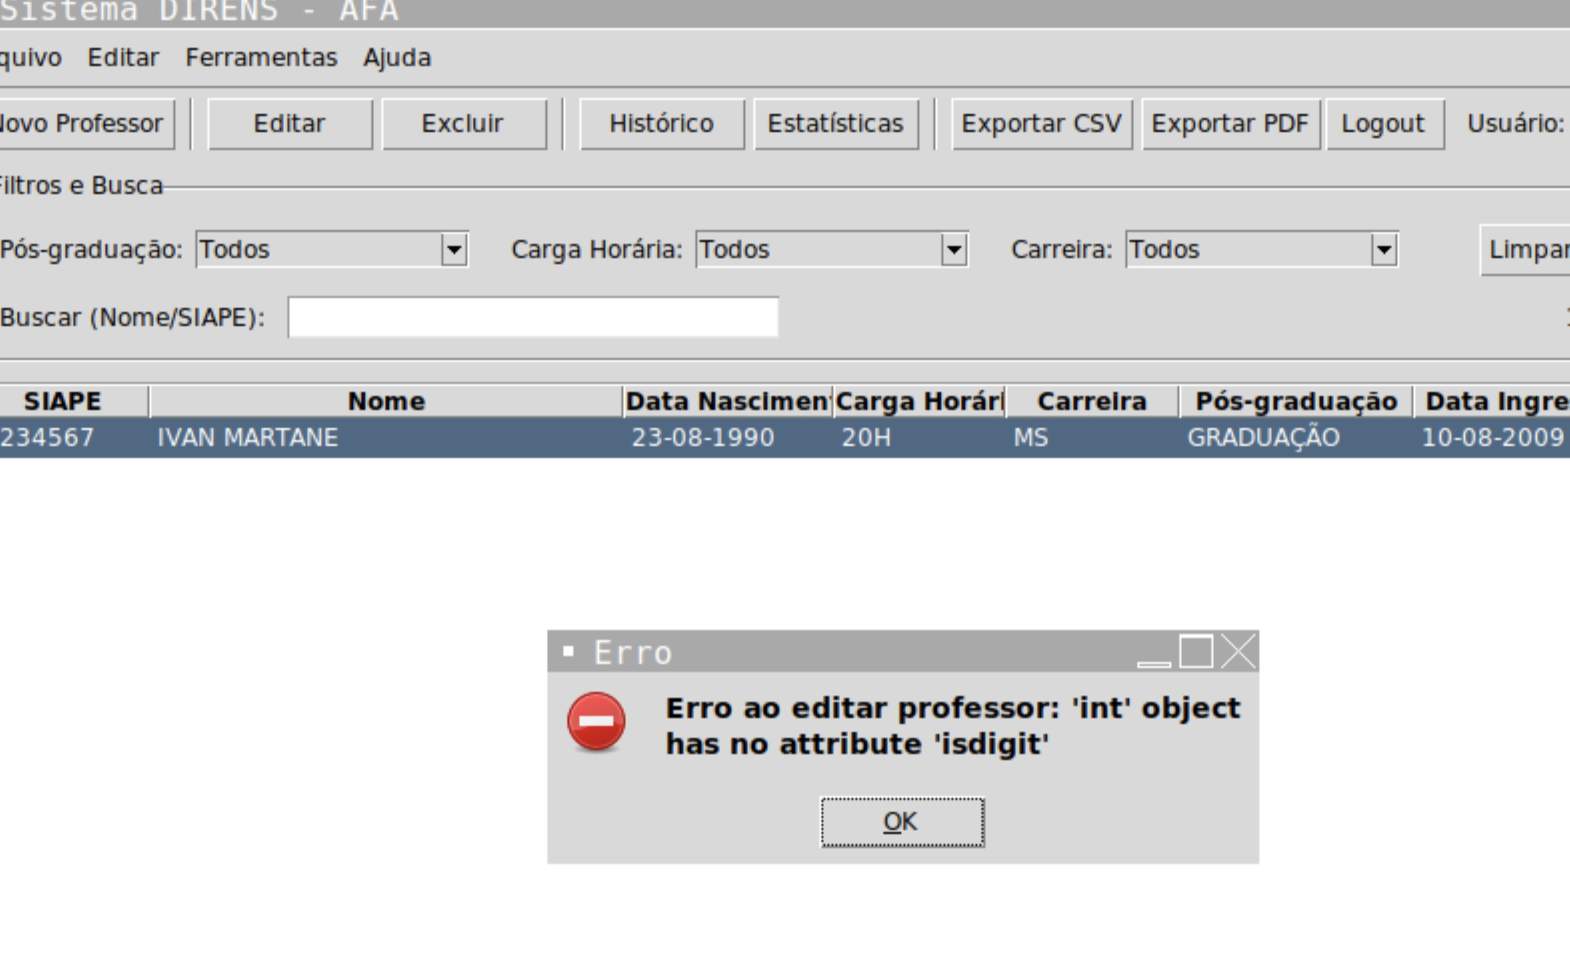 Sistema DIRENS - AFA
quivo Editar Ferramentas Ajuda
Novo Professor Editar Excluir Histórico Estatísticas Exportar CSV Exportar PDF Logout Usuário:
Filtros e Busca
Pós-graduação: Todos Carga Horária: Todos Carreira: Todos Limpar
Buscar (Nome/SIAPE):
SIAPE Nome Data Nascimen Carga Horári Carreira Pós-graduação Data Ingre
234567 IVAN MARTANE 23-08-1990 20H MS GRADUAÇÃO 10-08-2009
Erro
Erro ao editar professor: 'int' object
has no attribute 'isdigit'
OK